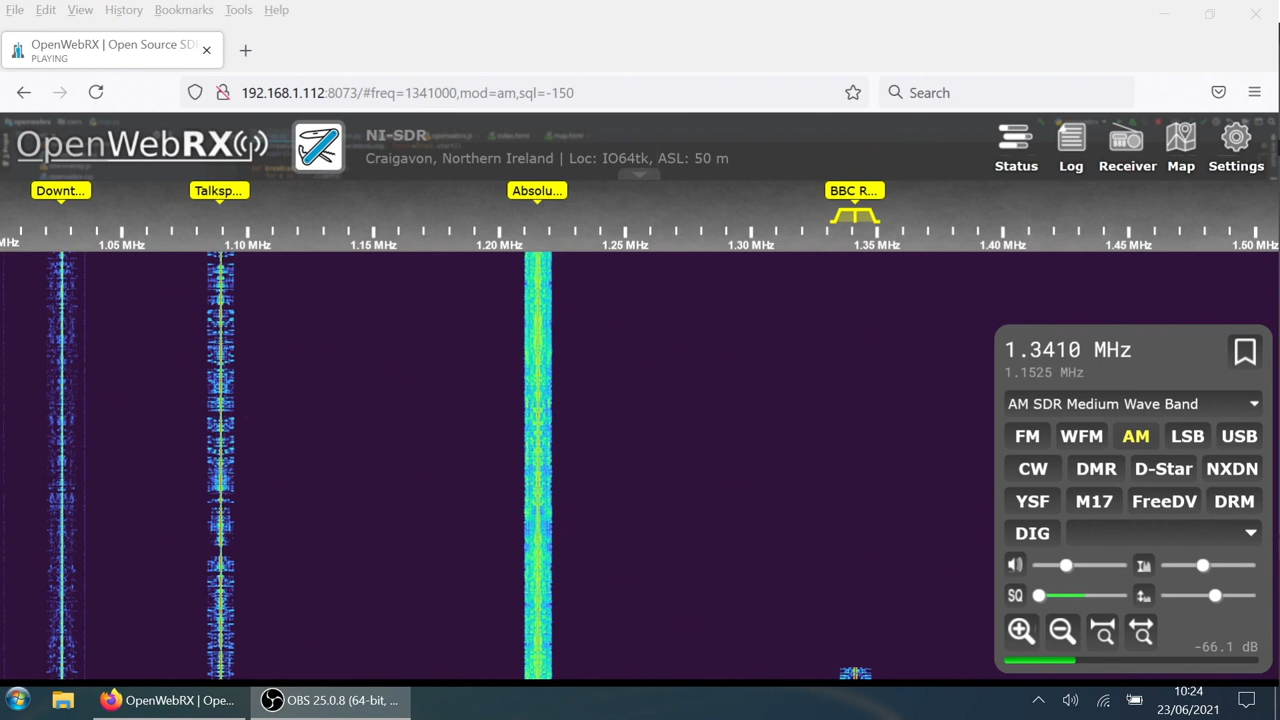 File Edit View History Bookmarks Tools Help
OpenWebRX | Open Source SD
PLAYING
192.168.1.112:8073/#freq=1341000,mod=am,sql=-150
Search
OpenWebRX
NI-SDR
Craigavon, Northern Ireland | Loc: IO64tk, ASL: 50 m
Status Log Receiver Map Settings
Downt... Talksp... Absolu... BBC R...
MHz 1.05 MHz 1.10 MHz 1.15 MHz 1.20 MHz 1.25 MHz 1.30 MHz 1.35 MHz 1.40 MHz 1.45 MHz 1.50 MHz
1.3410 MHz
1.1525 MHz
AM SDR Medium Wave Band
FM WFM AM LSB USB
CW DMR D-Star NXDN
YSF M17 FreeDV DRM
DIG
SQ
-66.1 dB
OpenWebRX | Ope...
OBS 25.0.8 (64-bit, ...
10:24
23/06/2021